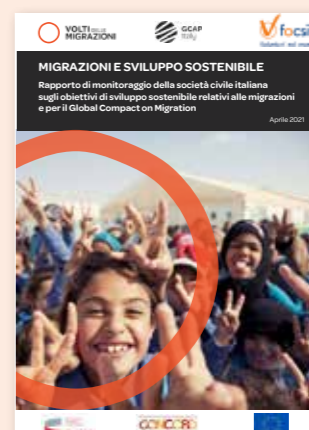 VOLTI DELLE
MIGRAZIONI
GCAP
Italy
focsi
MIGRAZIONI E SVILUPPO SOSTENIBILE
Rapporto di monitoraggio della società civile italiana
sugli obiettivi di sviluppo sostenibile relativi alle migrazioni
e per il Global Compact on Migration
Aprile 2021
CONCORD